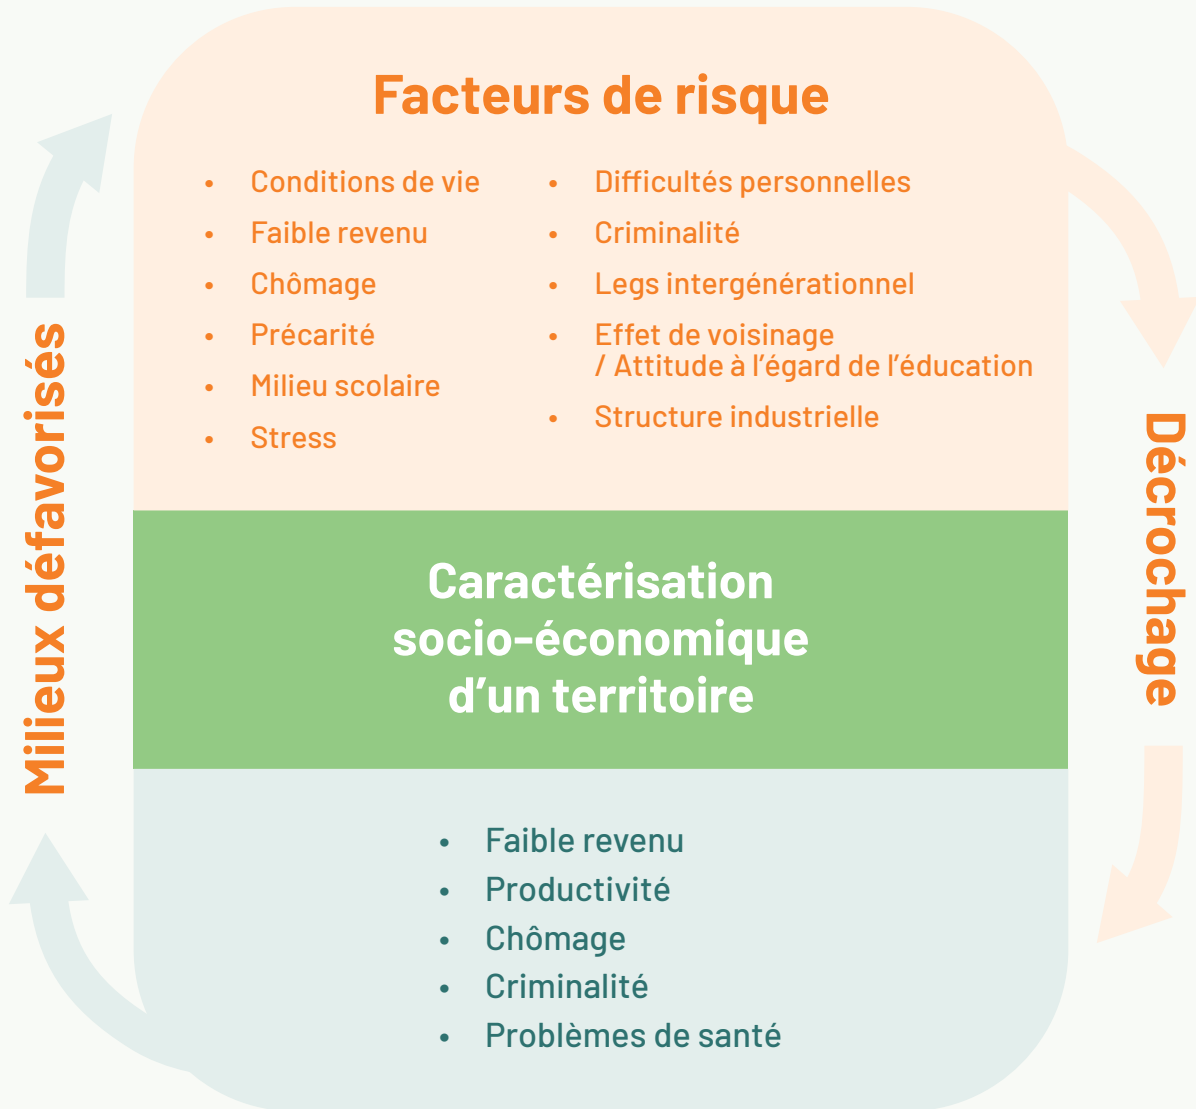 Facteurs de risque
• Conditions de vie
• Faible revenu
• Chômage
• Précarité
• Milieu scolaire
• Stress
• Difficultés personnelles
• Criminalité
• Legs intergénérationnel
• Effet de voisinage
/ Attitude à l’égard de l’éducation
• Structure industrielle
Milieux défavorisés
Décrochage
Caractérisation
socio-économique
d’un territoire
• Faible revenu
• Productivité
• Chômage
• Criminalité
• Problèmes de santé